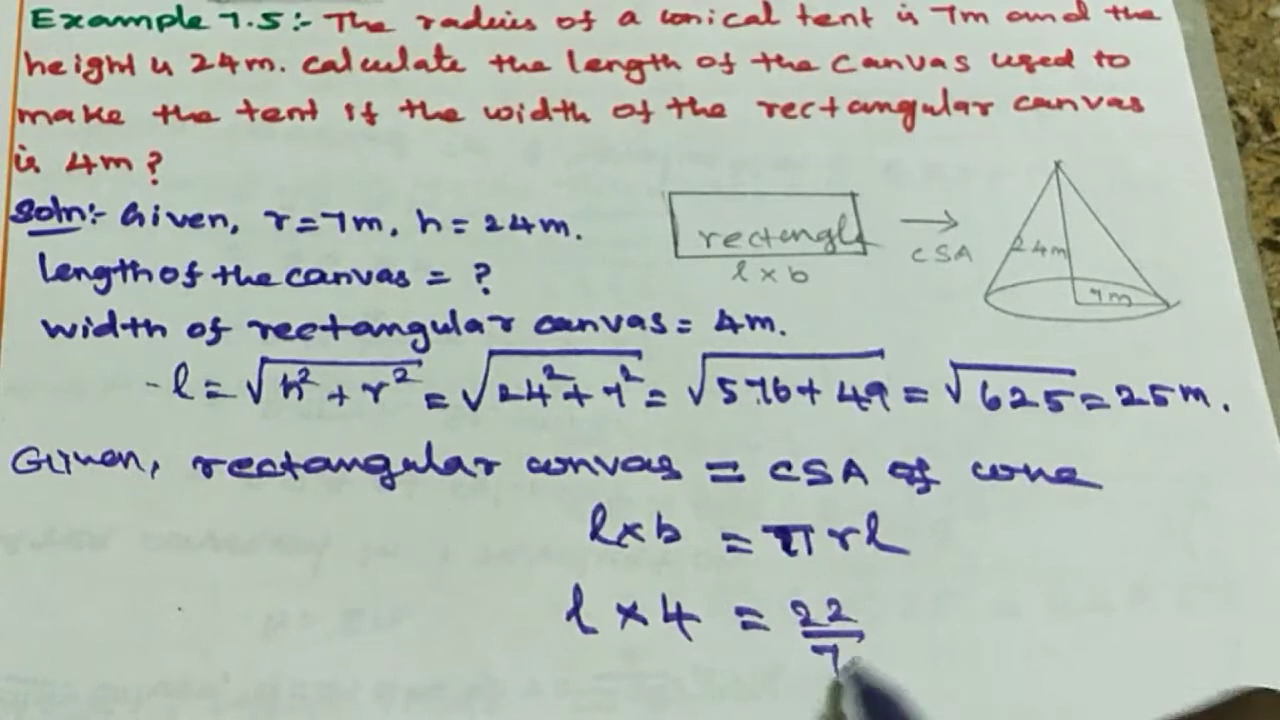 Example 7.5:- The radius of a conical tent is 7m and the
height is 24m. calculate the length of the canvas used to
make the tent if the width of the rectangular canvas
is 4m?
Soln:- Given, r=7m, h=24m.
length of the canvas = ?
width of rectangular canvas = 4m.
rectangle
l×b
→
CSA
24m
7m
l = √h²+r² = √24²+7² = √576+49 = √625 = 25m.
Given, rectangular convas = CSA of cone
l×b = πrl
l × 4 = 22/7